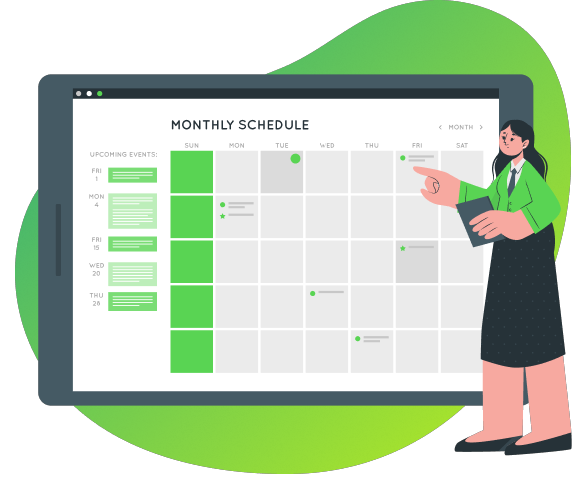 MONTHLY SCHEDULE
< MONTH >
SUN MON TUE WED THU FRI SAT
UPCOMING EVENTS:
FRI
1
MON
4
FRI
15
WED
20
THU
28